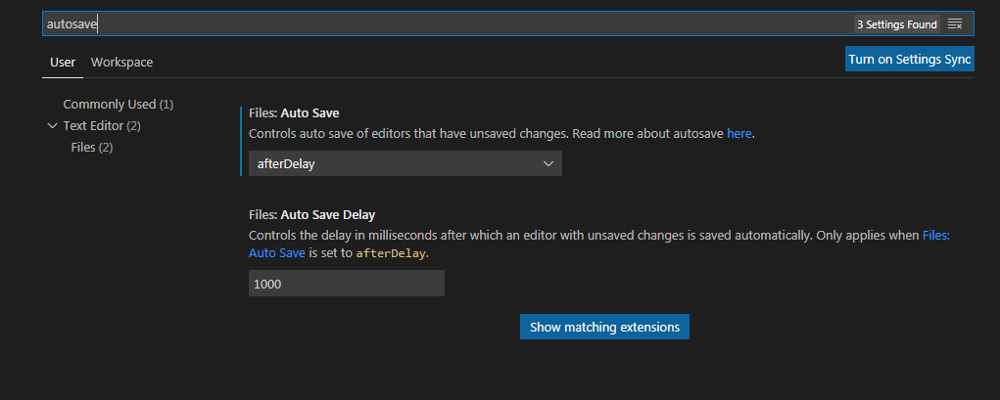 autosave
3 Settings Found
User
Workspace
Turn on Settings Sync
Commonly Used (1)
Text Editor (2)
Files (2)
Files: Auto Save
Controls auto save of editors that have unsaved changes. Read more about autosave here.
afterDelay
Files: Auto Save Delay
Controls the delay in milliseconds after which an editor with unsaved changes is saved automatically. Only applies when Files:
Auto Save is set to afterDelay.
1000
Show matching extensions